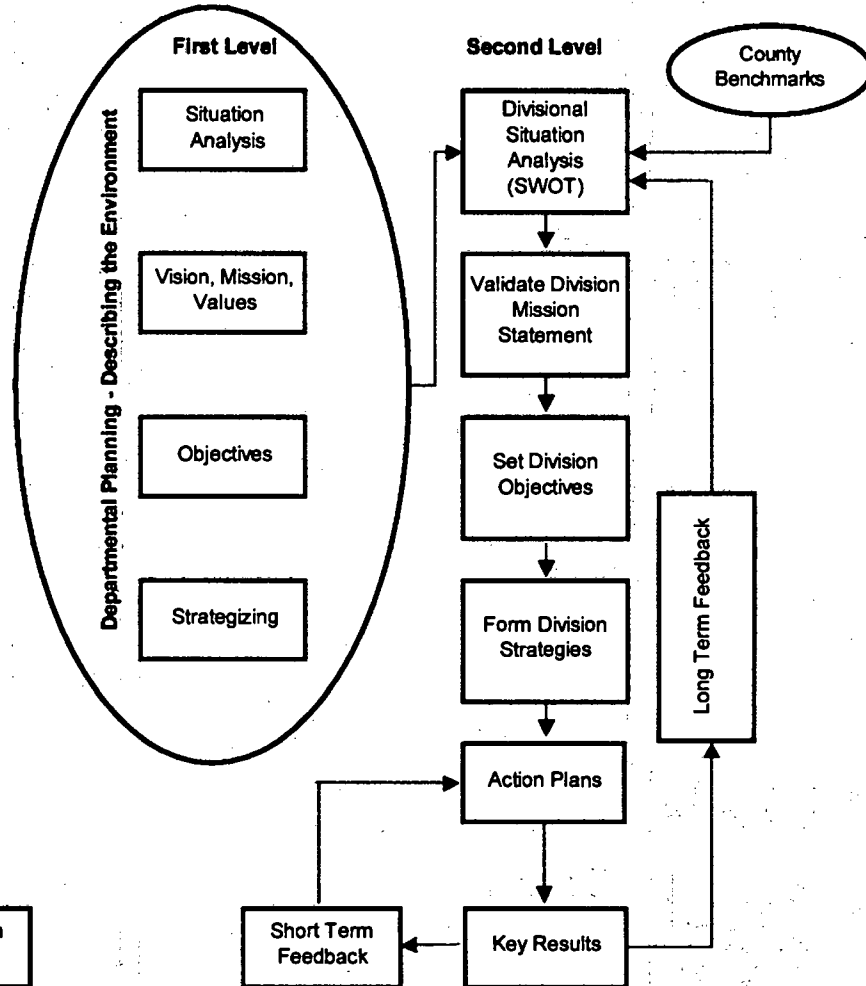 First Level
Second Level
County
Benchmarks
Departmental Planning - Describing the Environment
Situation
Analysis
Vision, Mission,
Values
Objectives
Strategizing
Divisional
Situation
Analysis
(SWOT)
Validate Division
Mission
Statement
Set Division
Objectives
Form Division
Strategies
Long Term Feedback
Action Plans
Short Term
Feedback
Key Results